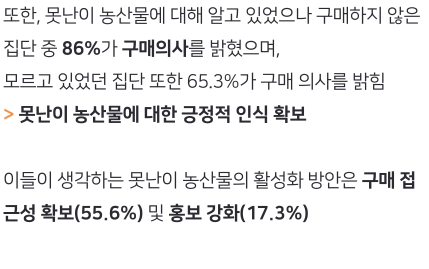 또한, 못난이 농산물에 대해 알고 있었으나 구매하지 않은
집단 중 86%가 구매의사를 밝혔으며,
모르고 있었던 집단 또한 65.3%가 구매 의사를 밝힘
> 못난이 농산물에 대한 긍정적 인식 확보
이들이 생각하는 못난이 농산물의 활성화 방안은 구매 접
근성 확보(55.6%) 및 홍보 강화(17.3%)